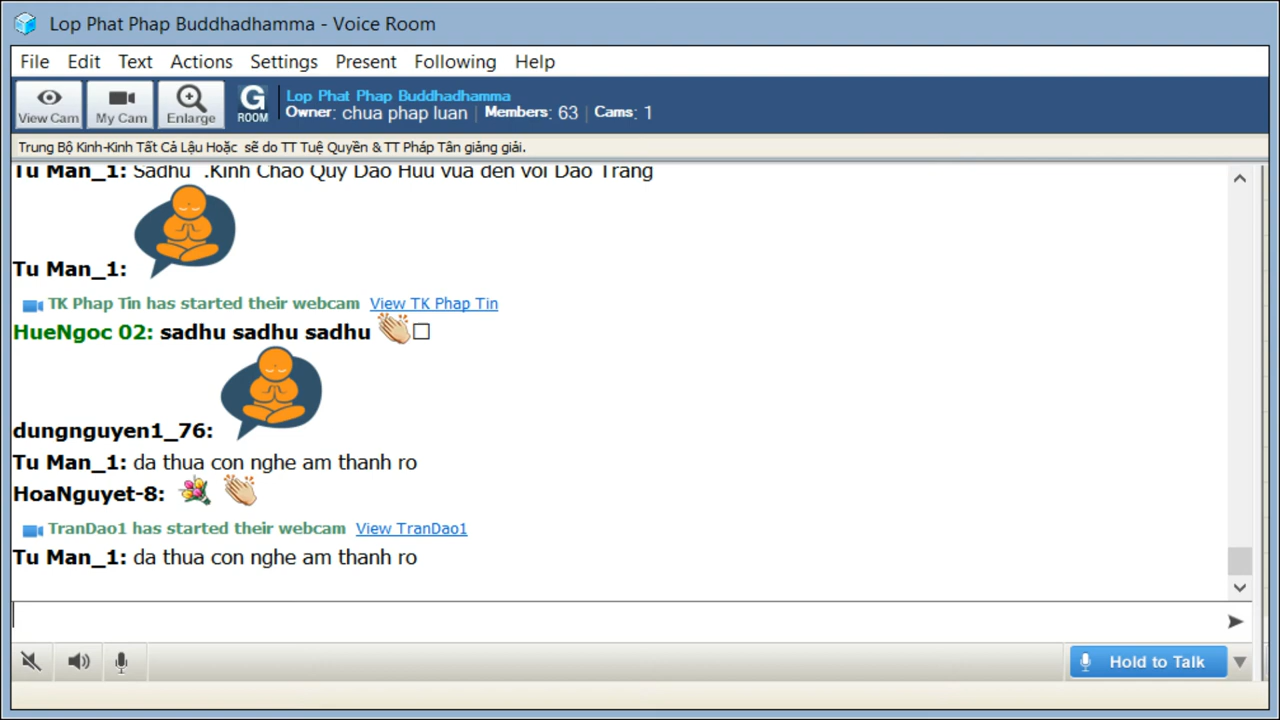 Lop Phat Phap Buddhadhamma - Voice Room
File Edit Text Actions Settings Present Following Help
View Cam My Cam Enlarge G ROOM
Lop Phat Phap Buddhadhamma
Owner: chua phap luan | Members: 63 | Cams: 1
Trung Bộ Kinh-Kinh Tất Cả Lậu Hoặc sẽ do TT Tuệ Quyền & TT Pháp Tân giảng giải.
Tu Man_1: Sadhu .Kinh Chao Quy Dao Huu vua den voi Dao Trang
Tu Man_1:
TK Phap Tin has started their webcam View TK Phap Tin
HueNgoc 02: sadhu sadhu sadhu
dungnguyen1_76:
Tu Man_1: da thua con nghe am thanh ro
HoaNguyet-8:
TranDao1 has started their webcam View TranDao1
Tu Man_1: da thua con nghe am thanh ro
Hold to Talk